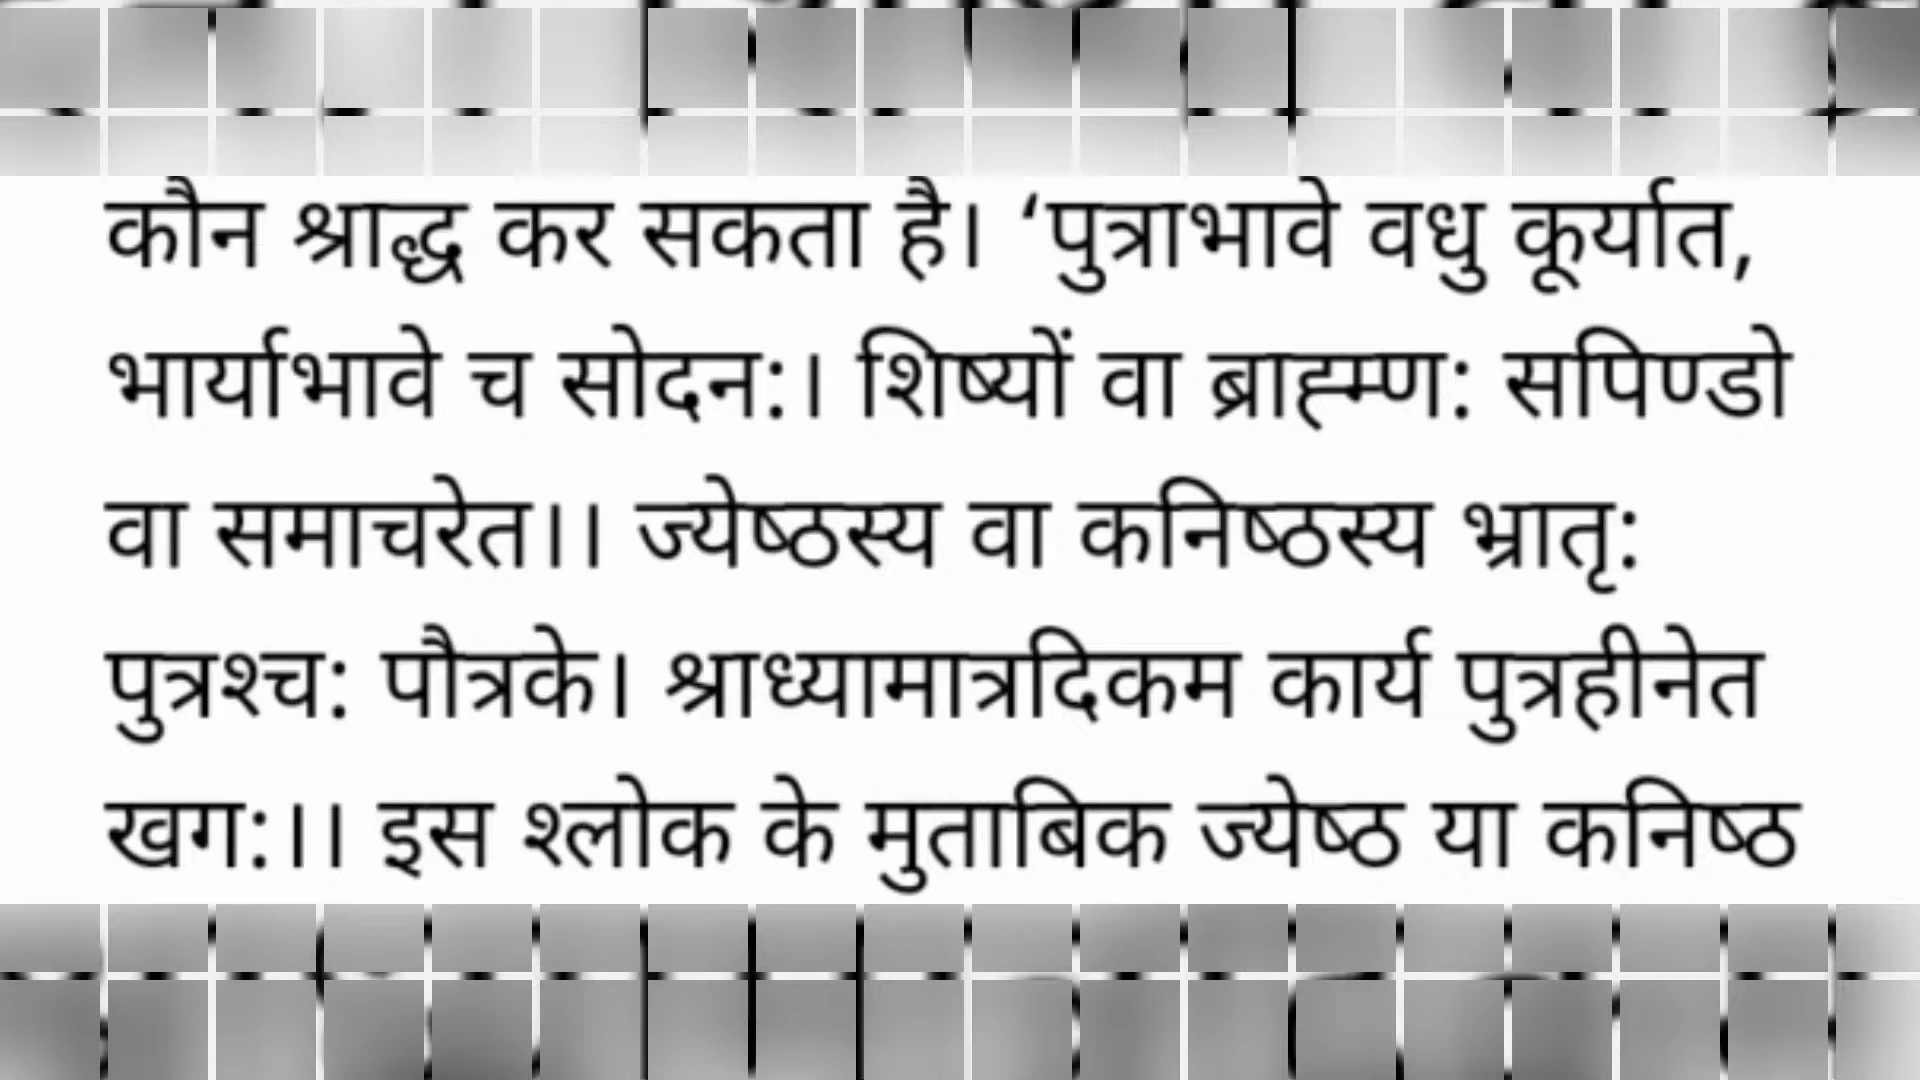 कौन श्राद्ध कर सकता है। ‘पुत्राभावे वधु कूर्यात,
भार्याभावे च सोदन:। शिष्यों वा ब्राह्म्ण: सपिण्डो
वा समाचरेत।। ज्येष्ठस्य वा कनिष्ठस्य भ्रातृ:
पुत्रश्च: पौत्रके। श्राध्यामात्रदिकम कार्य पुत्रहीनेत
खग:।। इस श्लोक के मुताबिक ज्येष्ठ या कनिष्ठ